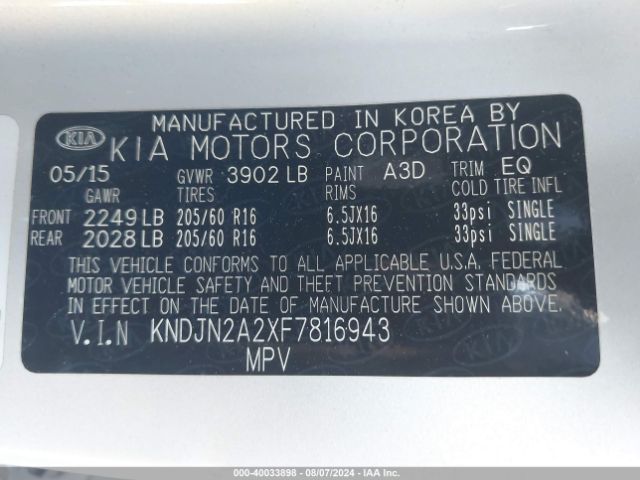 MANUFACTURED IN KOREA BY
KIA KIA MOTORS CORPORATION
05/15 GVWR 3902 LB PAINT A3D TRIM EQ
GAWR TIRES RIMS COLD TIRE INFL
FRONT 2249 LB 205/60 R16 6.5JX16 33psi SINGLE
REAR 2028 LB 205/60 R16 6.5JX16 33psi SINGLE
THIS VEHICLE CONFORMS TO ALL APPLICABLE U.S.A. FEDERAL
MOTOR VEHICLE SAFETY AND THEFT PREVENTION STANDARDS
IN EFFECT ON THE DATE OF MANUFACTURE SHOWN ABOVE.
V.I.N KNDJN2A2XF7816943
MPV
OWNER - 40033898 - 08/07/2024 - IAA Inc.